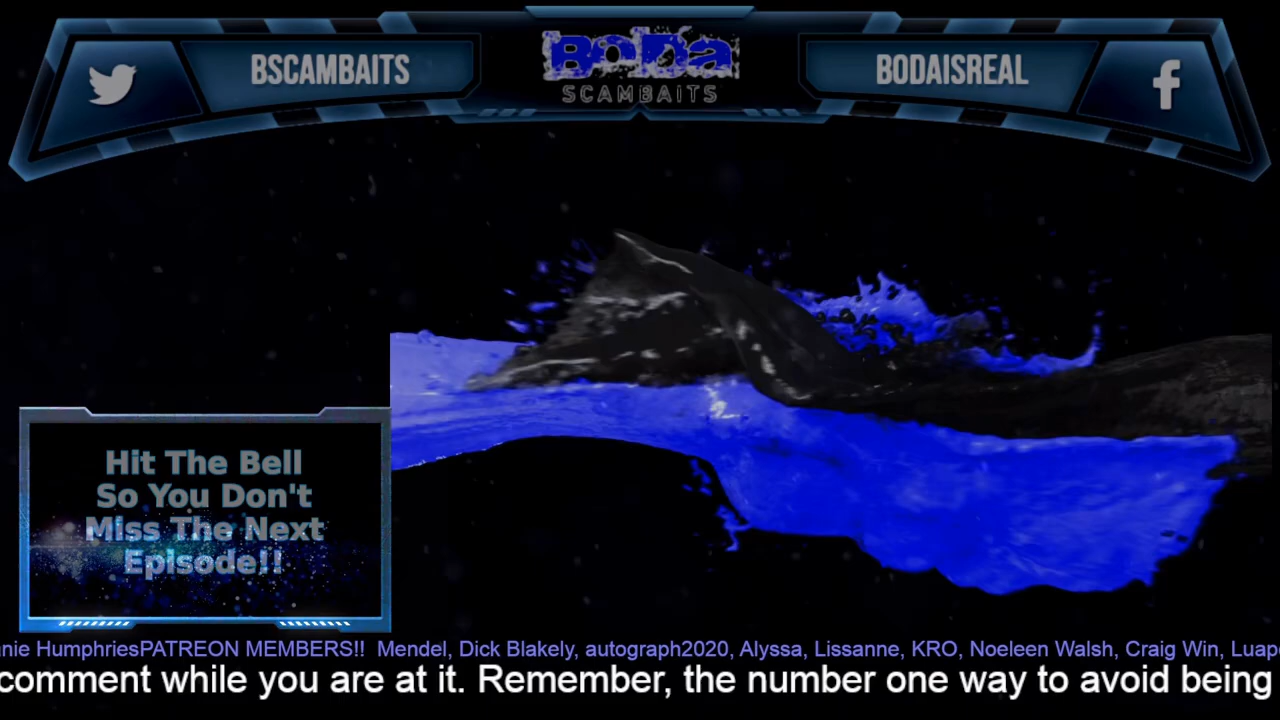 BSCAMBAITS
BoDa
SCAMBAITS
BODAISREAL
Hit The Bell
So You Don't
Miss The Next
Episode!!
nie HumphriesPATREON MEMBERS!! Mendel, Dick Blakely, autograph2020, Alyssa, Lissanne, KRO, Noeleen Walsh, Craig Win, Luap
comment while you are at it. Remember, the number one way to avoid being